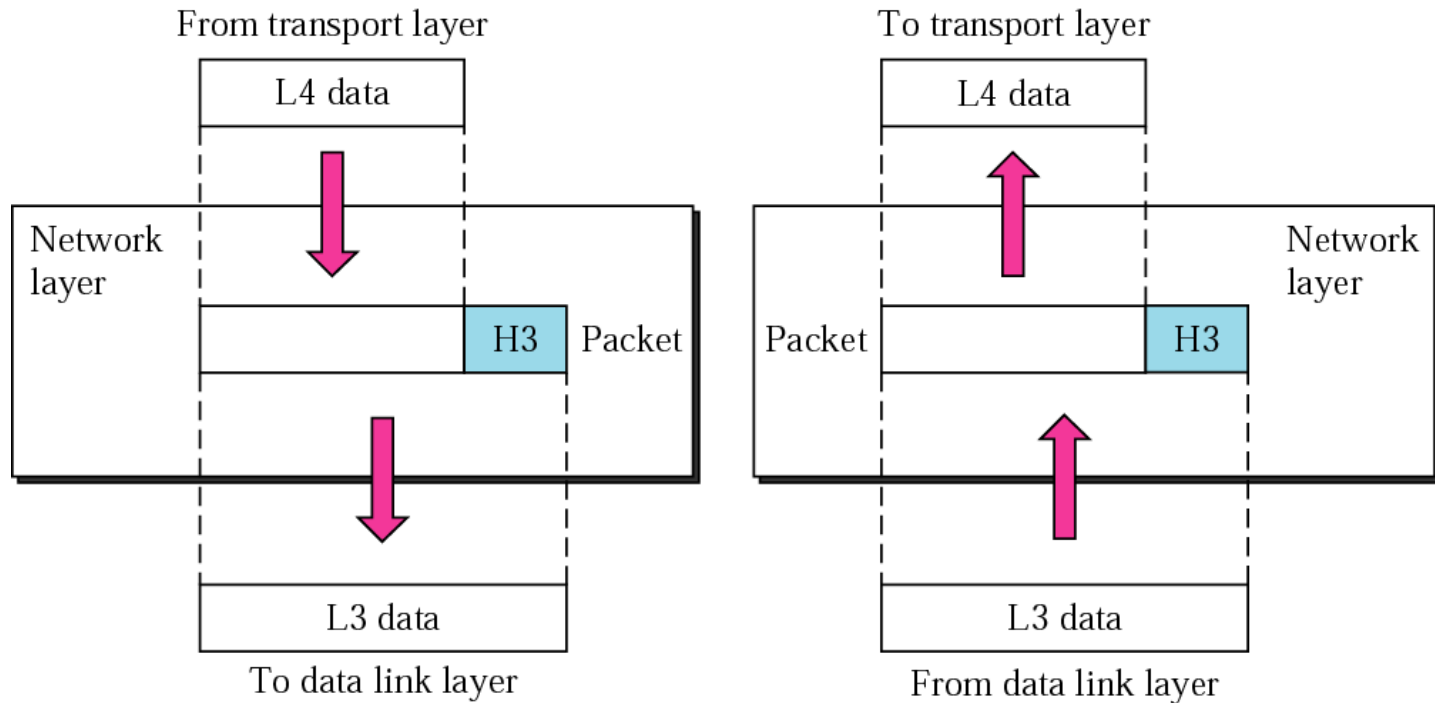 From transport layer
L4 data
Network
layer
H3
Packet
L3 data
To data link layer
To transport layer
L4 data
Network
layer
Packet
H3
L3 data
From data link layer